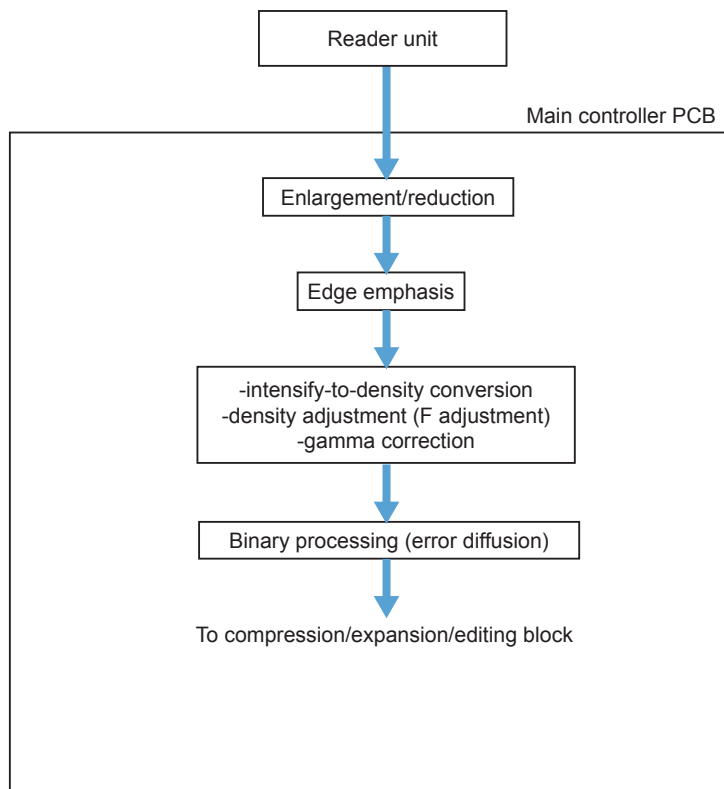 Reader unit
Main controller PCB
Enlargement/reduction
Edge emphasis
-intensify-to-density conversion
-density adjustment (F adjustment)
-gamma correction
Binary processing (error diffusion)
To compression/expansion/editing block